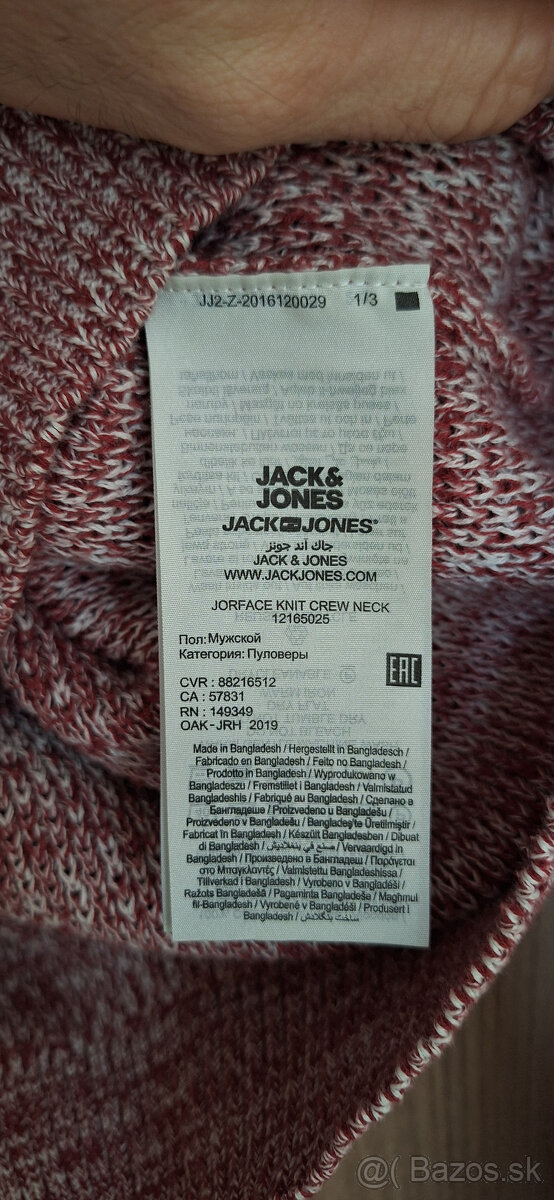 JJ2-Z-2016120029 1/3
JACK&
JONES
JACK JONES®
جاك أند جونز
JACK & JONES
WWW.JACKJONES.COM
JORFACE KNIT CREW NECK
12165025
Пол: Мужской
Категория: Пуловеры
EAC
CVR : 88216512
CA : 57831
RN : 149349
OAK-JRH 2019
Made in Bangladesh / Hergestellt in Bangladesch /
Fabricado en Bangladesh / Feito no Bangladesh /
Prodotto in Bangladesh / Wyprodukowano w
Bangladeszu / Fremstillet i Bangladesh / Valmistatud
Bangladeshis / Fabriqué au Bangladesh / Сделано в
Бангладеше / Proizvedeno u Bangladešu /
Proizvedeno v Bangladešu / Bangladeş'te Üretilmiştir /
Fabricat în Bangladesh / Készült Bangladesben / Dibuat
di Bangladesh / صنع في بنغلاديش / Vervaardigd in
Bangladesh / Произведено в Бангладеш / Παράγεται
στο Μπαγκλαντές / Valmistettu Bangladeshissa /
Tillverkad i Bangladesh / Vyrobeno v Bangladéši /
Ražots Bangladešā / Pagaminta Bangladeše / Magħmul
fil-Bangladesh / Vyrobené v Bangladéši / Produsert i
Bangladesh / ساخت بنگلادش
@( Bazos.sk